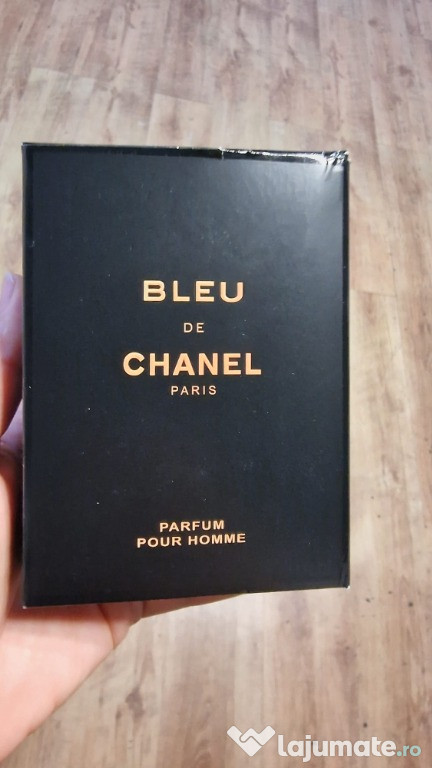 BLEU
DE
CHANEL
PARIS
PARFUM
POUR HOMME
lajumate.ro